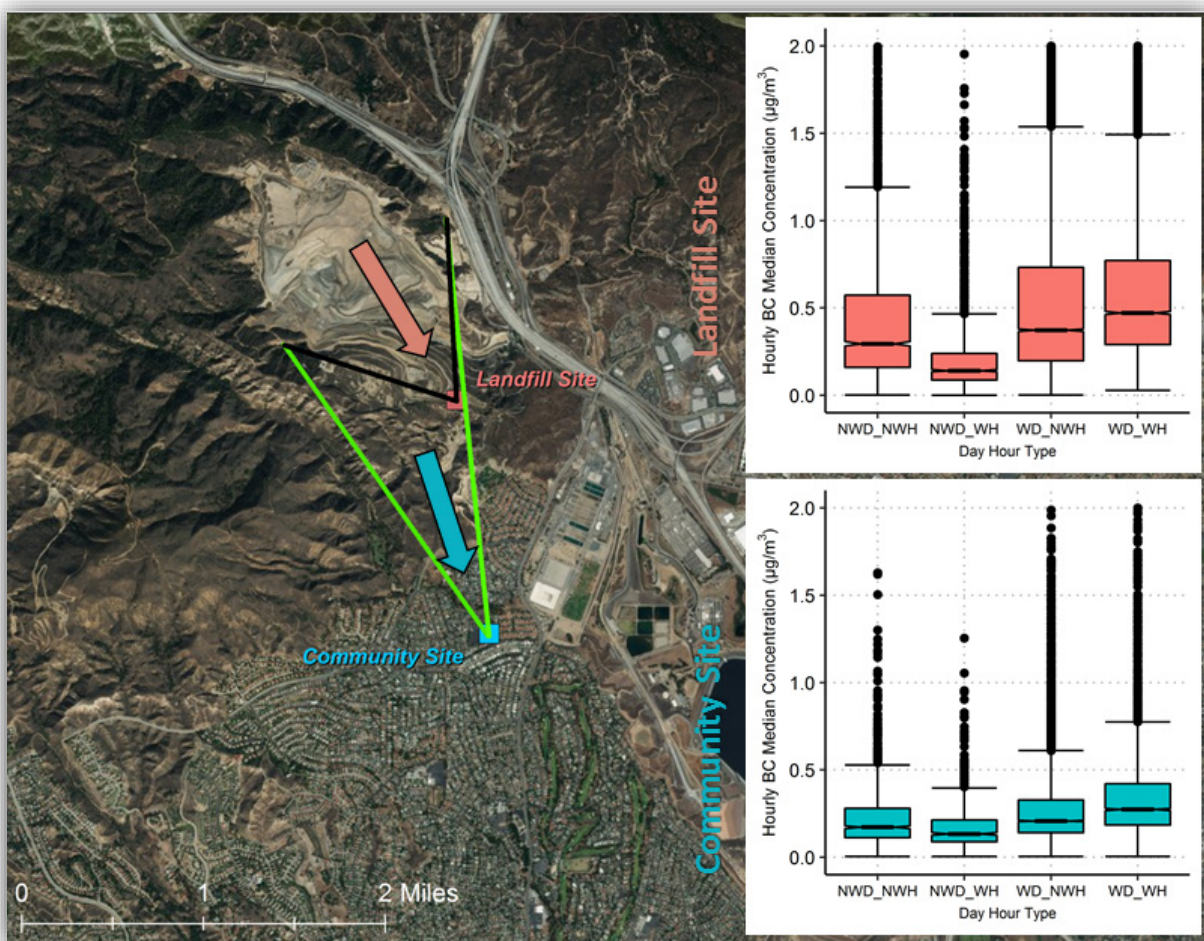 Landfill Site
Community Site
0
1
2 Miles
Landfill Site
Hourly BC Median Concentration (µg/m³)
2.0
1.5
1.0
0.5
0.0
NWD_NWH
NWD_WH
WD_NWH
WD_WH
Day Hour Type
Community Site
Hourly BC Median Concentration (µg/m³)
2.0
1.5
1.0
0.5
0.0
NWD_NWH
NWD_WH
WD_NWH
WD_WH
Day Hour Type